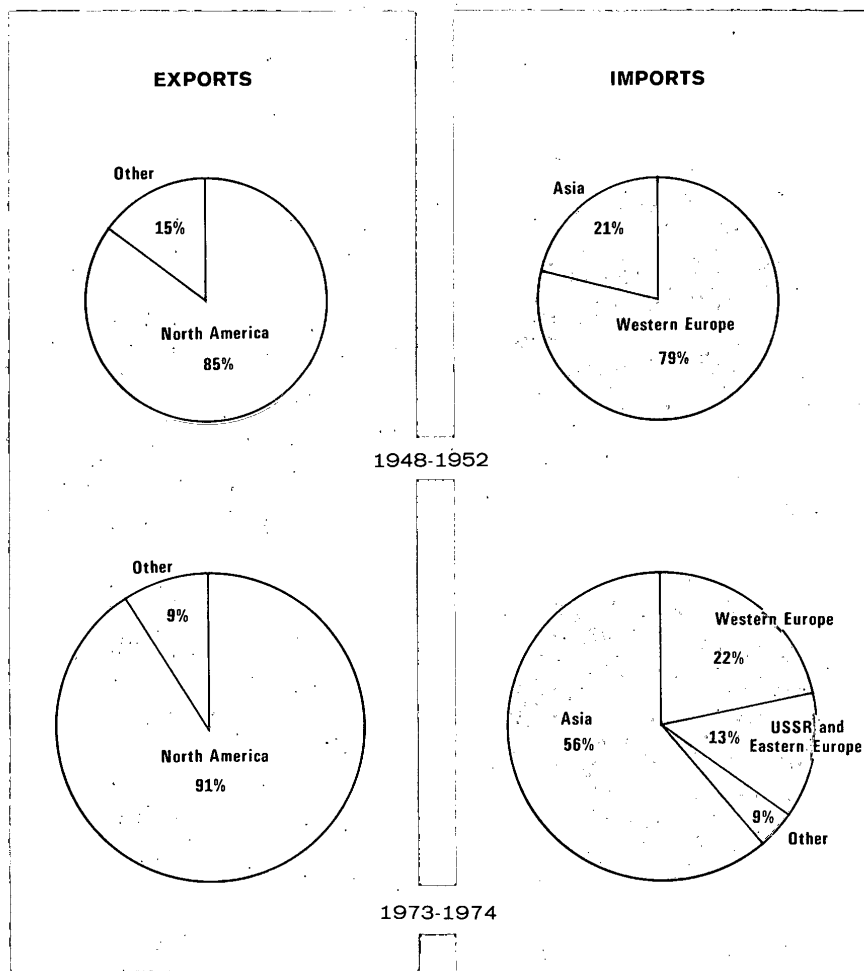 EXPORTS
Other
15%
North America
85%
IMPORTS
Asia
21%
Western Europe
79%
1948-1952
Other
9%
North America
91%
Western Europe
22%
Asia
56%
USSR and
13%
Eastern Europe
9%
Other
1973-1974